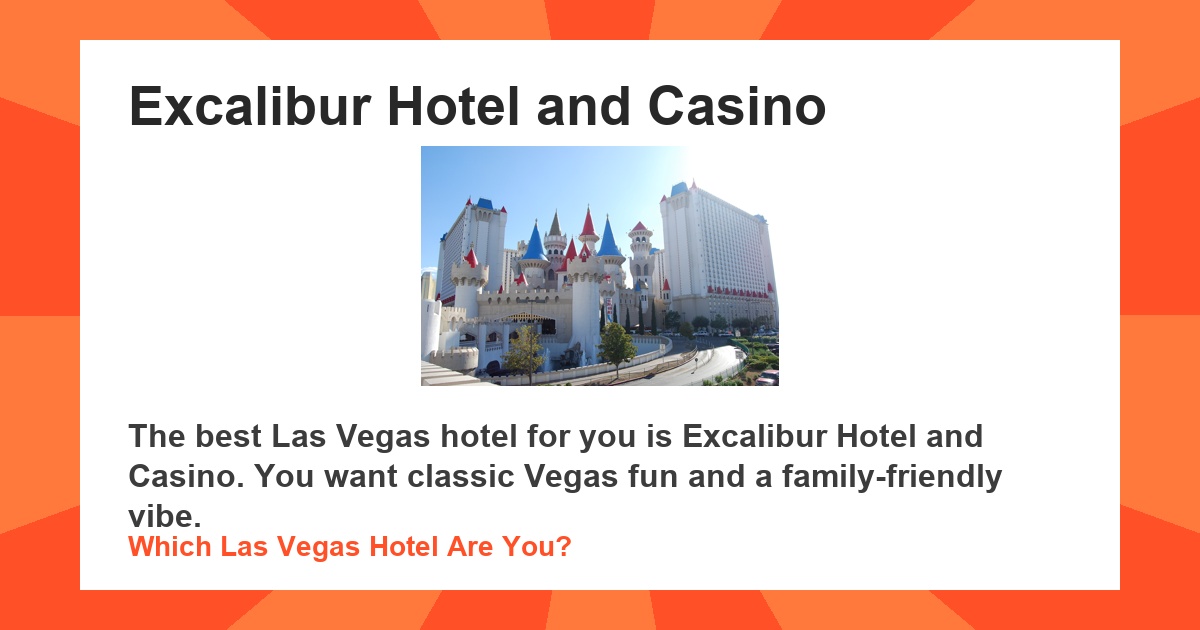 Excalibur Hotel and Casino
The best Las Vegas hotel for you is Excalibur Hotel and
Casino. You want classic Vegas fun and a family-friendly
vibe.
Which Las Vegas Hotel Are You?